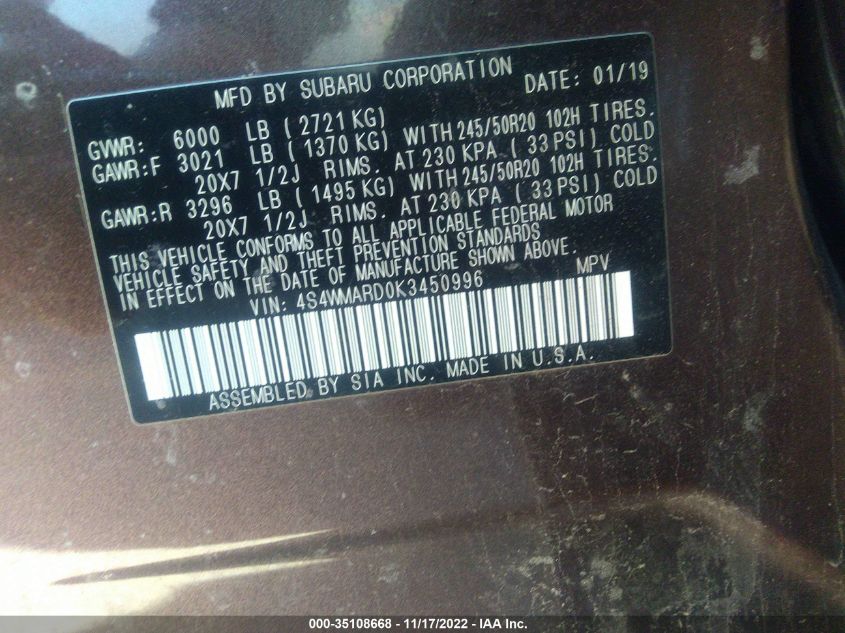 MFD BY SUBARU CORPORATION DATE: 01/19
GVWR: 6000 LB ( 2721 KG)
GAWR:F 3021 LB ( 1370 KG) WITH 245/50R20 102H TIRES.
20X7 1/2J RIMS. AT 230 KPA ( 33 PSI) COLD
GAWR:R 3296 LB ( 1495 KG) WITH 245/50R20 102H TIRES.
20X7 1/2J RIMS. AT 230 KPA ( 33 PSI) COLD
THIS VEHICLE CONFORMS TO ALL APPLICABLE FEDERAL MOTOR
VEHICLE SAFETY AND THEFT PREVENTION STANDARDS
IN EFFECT ON THE DATE OF MANUFACTURE SHOWN ABOVE.
VIN: 4S4WMARD0K3450996 MPV
ASSEMBLED BY SIA INC. MADE IN U.S.A.
000-35108668 - 11/17/2022 - IAA Inc.